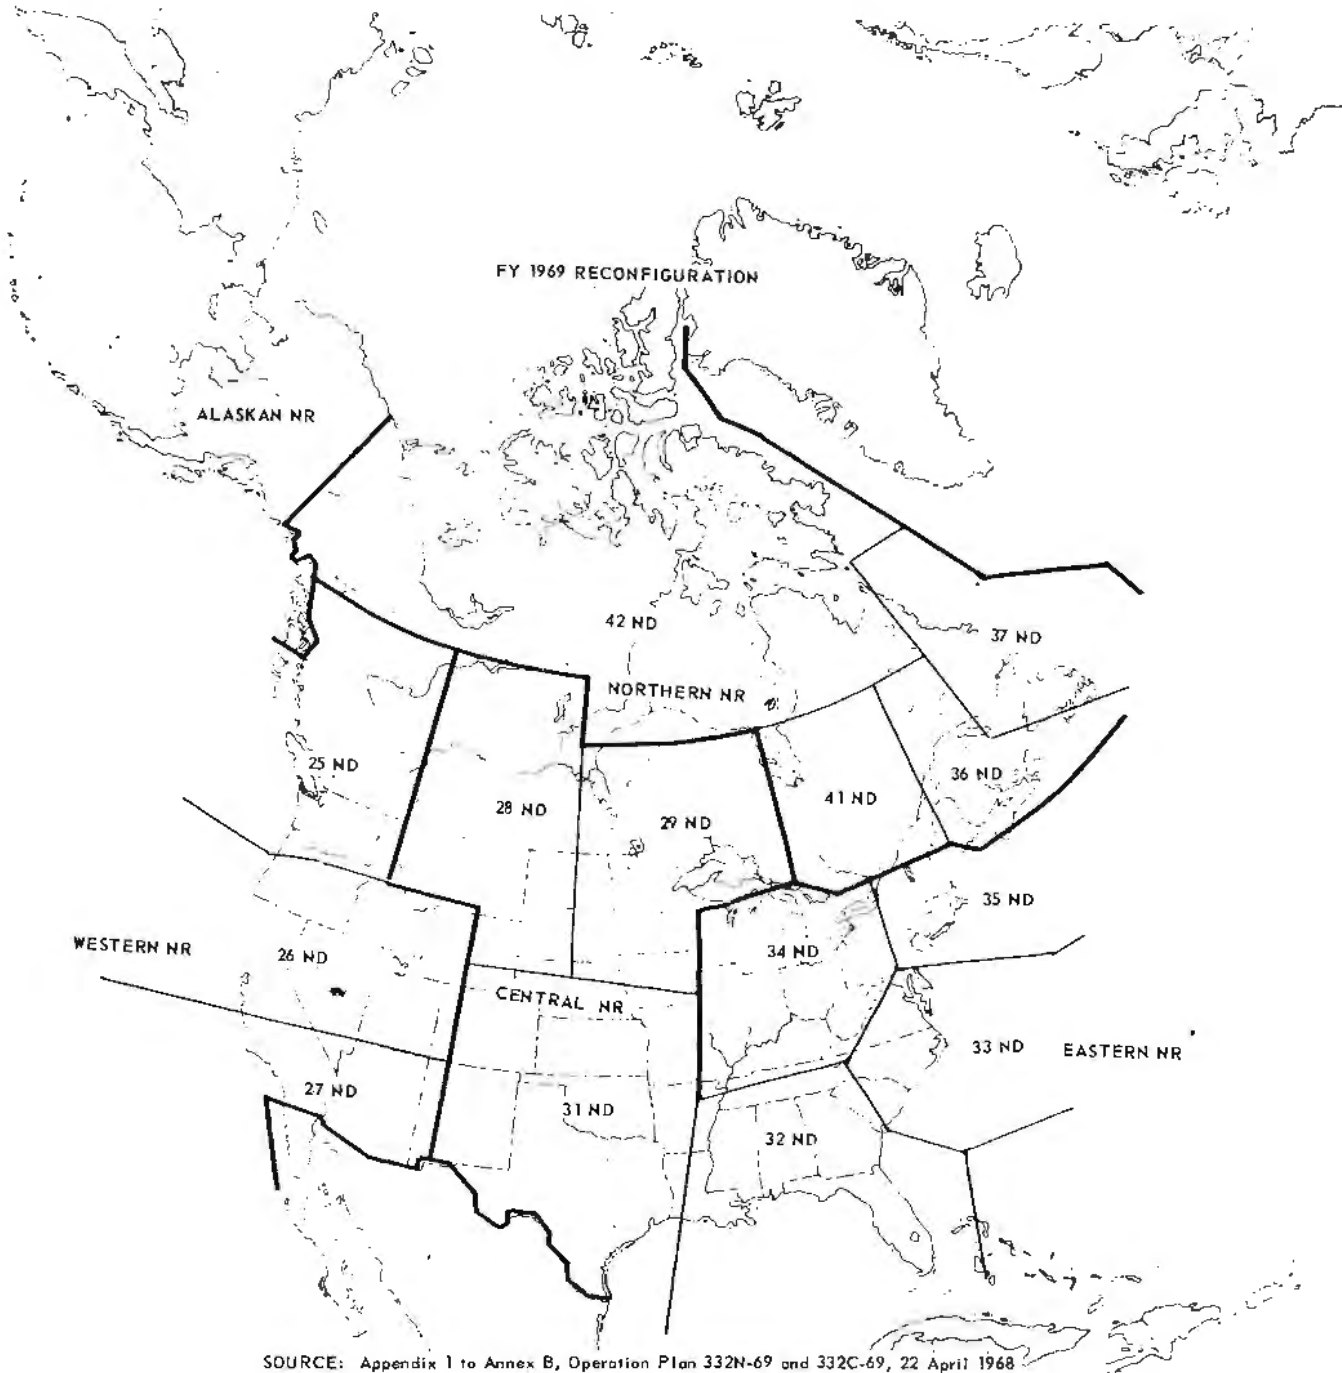 FY 1969 RECONFIGURATION
ALASKAN NR
42 ND
37 ND
NORTHERN NR
25 ND
28 ND
29 ND
41 ND
36 ND
35 ND
WESTERN NR
26 ND
34 ND
CENTRAL NR
33 ND
EASTERN NR
27 ND
31 ND
32 ND
SOURCE: Appendix 1 to Annex B, Operation Plan 332N-69 and 332C-69, 22 April 1968